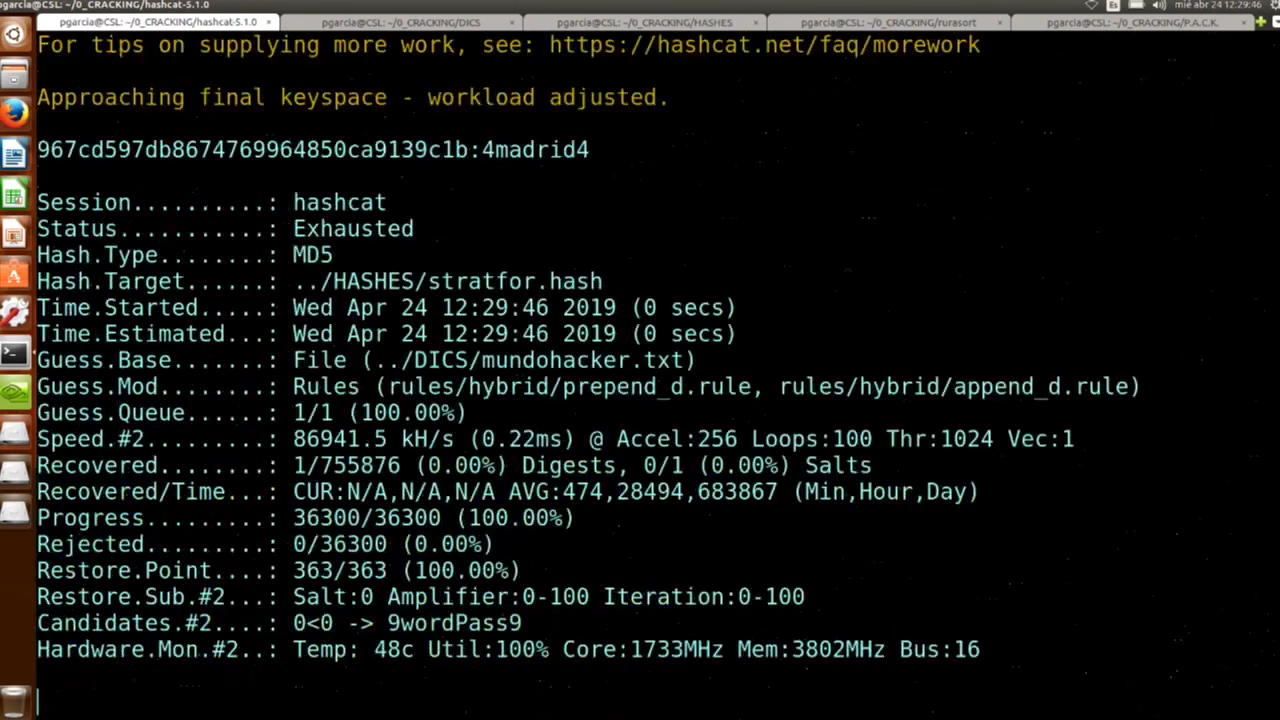 pgarcia@CSL: ~/0_CRACKING/hashcat-5.1.0
Es mié abr 24 12:29:46
pgarcia@CSL: ~/0_CRACKING/hashcat-5.1.0 × pgarcia@CSL: ~/0_CRACKING/DICS × pgarcia@CSL: ~/0_CRACKING/HASHES × pgarcia@CSL: ~/0_CRACKING/rurasort × pgarcia@CSL: ~/0_CRACKING/P.A.C.K. ×
For tips on supplying more work, see: https://hashcat.net/faq/morework
Approaching final keyspace - workload adjusted.
967cd597db8674769964850ca9139c1b:4madrid4
Session..........: hashcat
Status...........: Exhausted
Hash.Type........: MD5
Hash.Target......: ../HASHES/stratfor.hash
Time.Started.....: Wed Apr 24 12:29:46 2019 (0 secs)
Time.Estimated...: Wed Apr 24 12:29:46 2019 (0 secs)
Guess.Base.......: File (../DICS/mundohacker.txt)
Guess.Mod........: Rules (rules/hybrid/prepend_d.rule, rules/hybrid/append_d.rule)
Guess.Queue......: 1/1 (100.00%)
Speed.#2.........: 86941.5 kH/s (0.22ms) @ Accel:256 Loops:100 Thr:1024 Vec:1
Recovered........: 1/755876 (0.00%) Digests, 0/1 (0.00%) Salts
Recovered/Time...: CUR:N/A,N/A,N/A AVG:474,28494,683867 (Min,Hour,Day)
Progress.........: 36300/36300 (100.00%)
Rejected.........: 0/36300 (0.00%)
Restore.Point....: 363/363 (100.00%)
Restore.Sub.#2...: Salt:0 Amplifier:0-100 Iteration:0-100
Candidates.#2....: 0<0 -> 9wordPass9
Hardware.Mon.#2..: Temp: 48c Util:100% Core:1733MHz Mem:3802MHz Bus:16